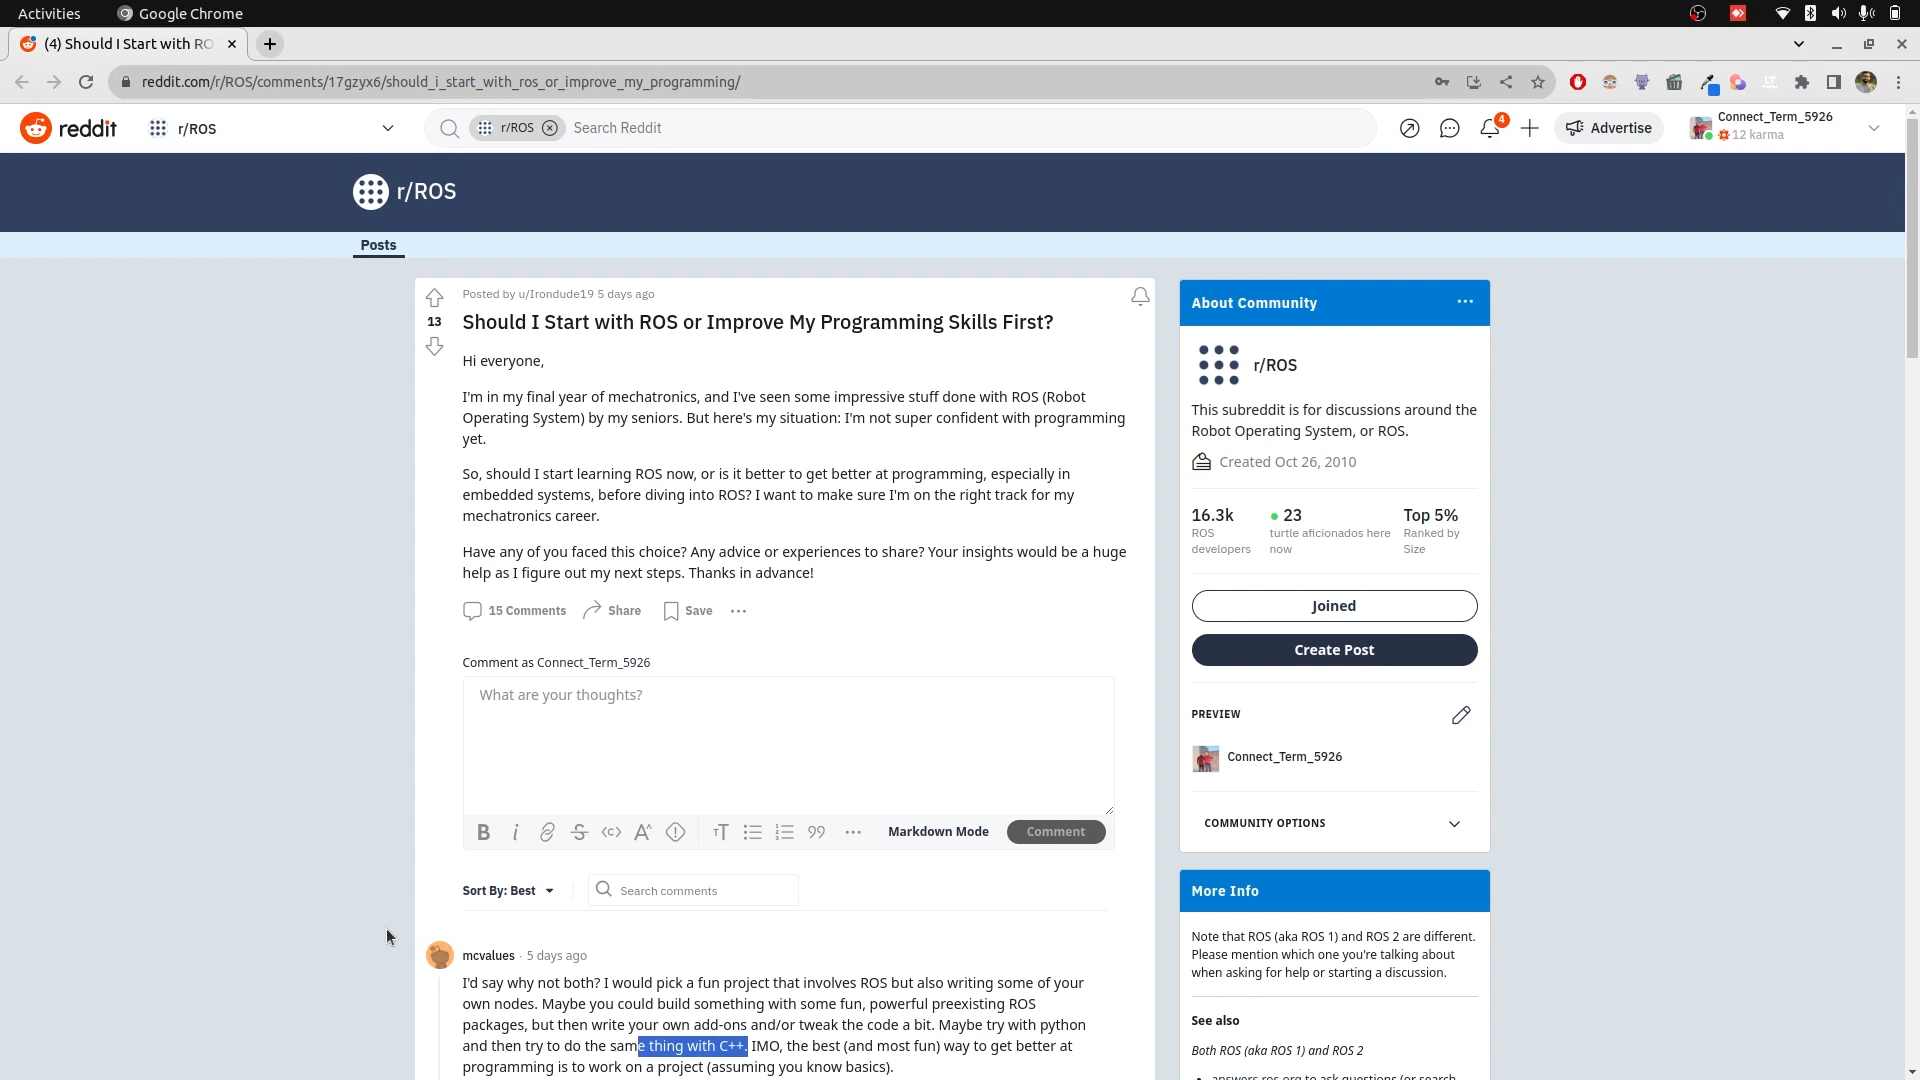 Activities
Google Chrome
(4) Should I Start with RO
reddit.com/r/ROS/comments/17gzyx6/should_i_start_with_ros_or_improve_my_programming/
reddit
r/ROS
r/ROS
Search Reddit
4
Advertise
Connect_Term_5926
12 karma
r/ROS
Posts
Posted by u/Irondude19 5 days ago
13
Should I Start with ROS or Improve My Programming Skills First?
Hi everyone,
I'm in my final year of mechatronics, and I've seen some impressive stuff done with ROS (Robot
Operating System) by my seniors. But here's my situation: I'm not super confident with programming
yet.
So, should I start learning ROS now, or is it better to get better at programming, especially in
embedded systems, before diving into ROS? I want to make sure I'm on the right track for my
mechatronics career.
Have any of you faced this choice? Any advice or experiences to share? Your insights would be a huge
help as I figure out my next steps. Thanks in advance!
15 Comments
Share
Save
Comment as Connect_Term_5926
What are your thoughts?
Markdown Mode
Comment
Sort By: Best
Search comments
mcvalues · 5 days ago
I'd say why not both? I would pick a fun project that involves ROS but also writing some of your
own nodes. Maybe you could build something with some fun, powerful preexisting ROS
packages, but then write your own add-ons and/or tweak the code a bit. Maybe try with python
and then try to do the same thing with C++. IMO, the best (and most fun) way to get better at
programming is to work on a project (assuming you know basics).
About Community
r/ROS
This subreddit is for discussions around the
Robot Operating System, or ROS.
Created Oct 26, 2010
16.3k
ROS
developers
23
turtle aficionados here
now
Top 5%
Ranked by
Size
Joined
Create Post
PREVIEW
Connect_Term_5926
COMMUNITY OPTIONS
More Info
Note that ROS (aka ROS 1) and ROS 2 are different.
Please mention which one you're talking about
when asking for help or starting a discussion.
See also
Both ROS (aka ROS 1) and ROS 2
answers.ros.org to ask questions (or search